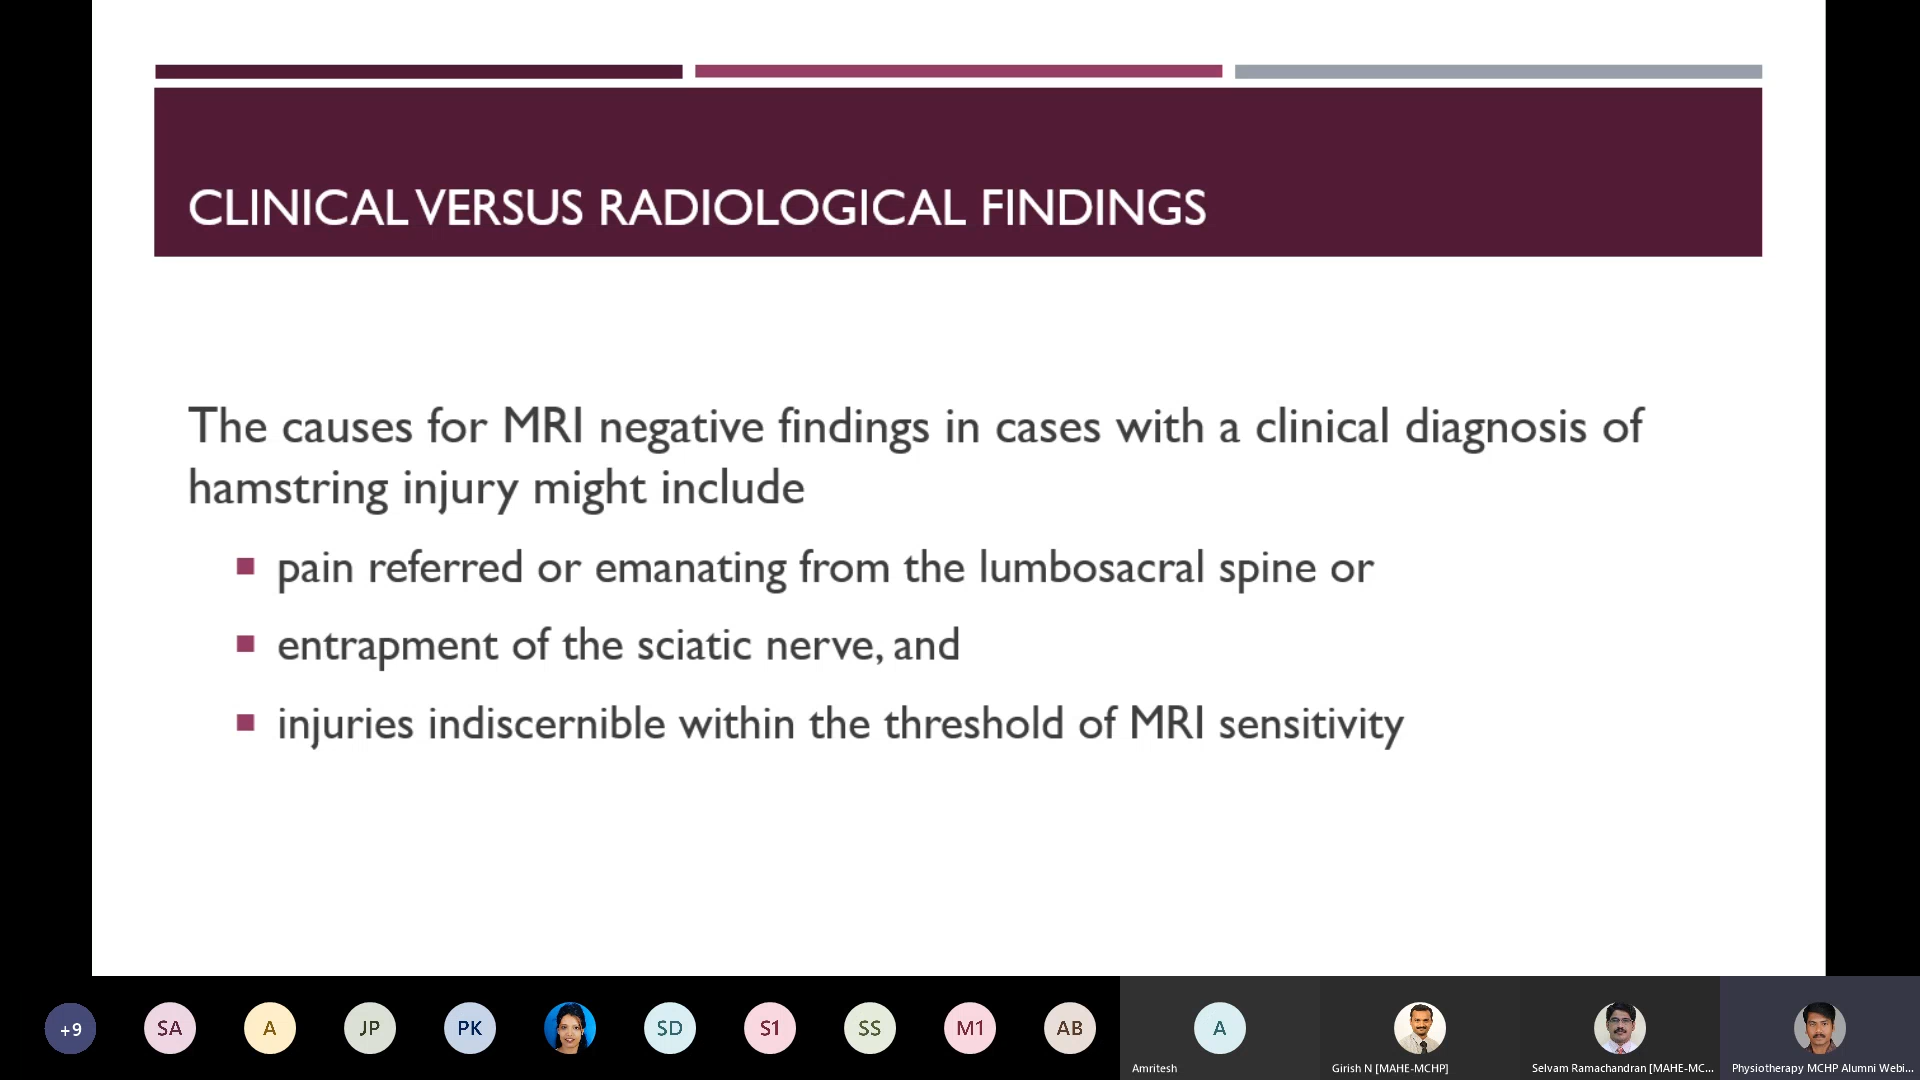 CLINICAL VERSUS RADIOLOGICAL FINDINGS
The causes for MRI negative findings in cases with a clinical diagnosis of
hamstring injury might include
pain referred or emanating from the lumbosacral spine or
entrapment of the sciatic nerve, and
injuries indiscernible within the threshold of MRI sensitivity
+9
SA
A
JP
PK
SD
S1
SS
M1
AB
A
Amritesh
Girish N [MAHE-MCHP]
Selvam Ramachandran [MAHE-MC...
Physiotherapy MCHP Alumni Webi...